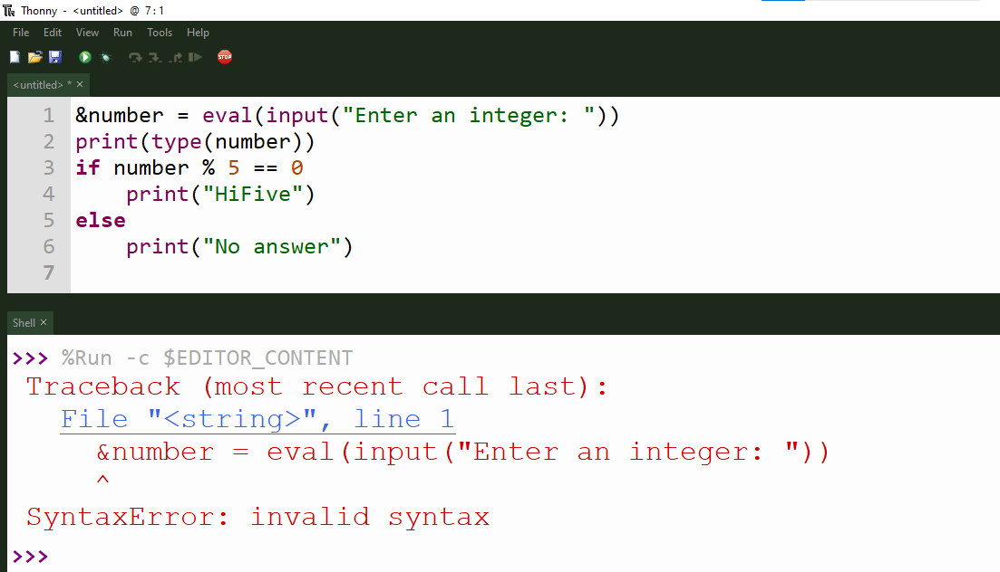 Thonny - <untitled> @ 7:1
File Edit View Run Tools Help
STOP
<untitled> * ×
1 &number = eval(input("Enter an integer: "))
2 print(type(number))
3 if number % 5 == 0
4     print("HiFive")
5 else
6     print("No answer")
7
Shell ×
>>> %Run -c $EDITOR_CONTENT
Traceback (most recent call last):
  File "<string>", line 1
    &number = eval(input("Enter an integer: "))
    ^
SyntaxError: invalid syntax
>>>